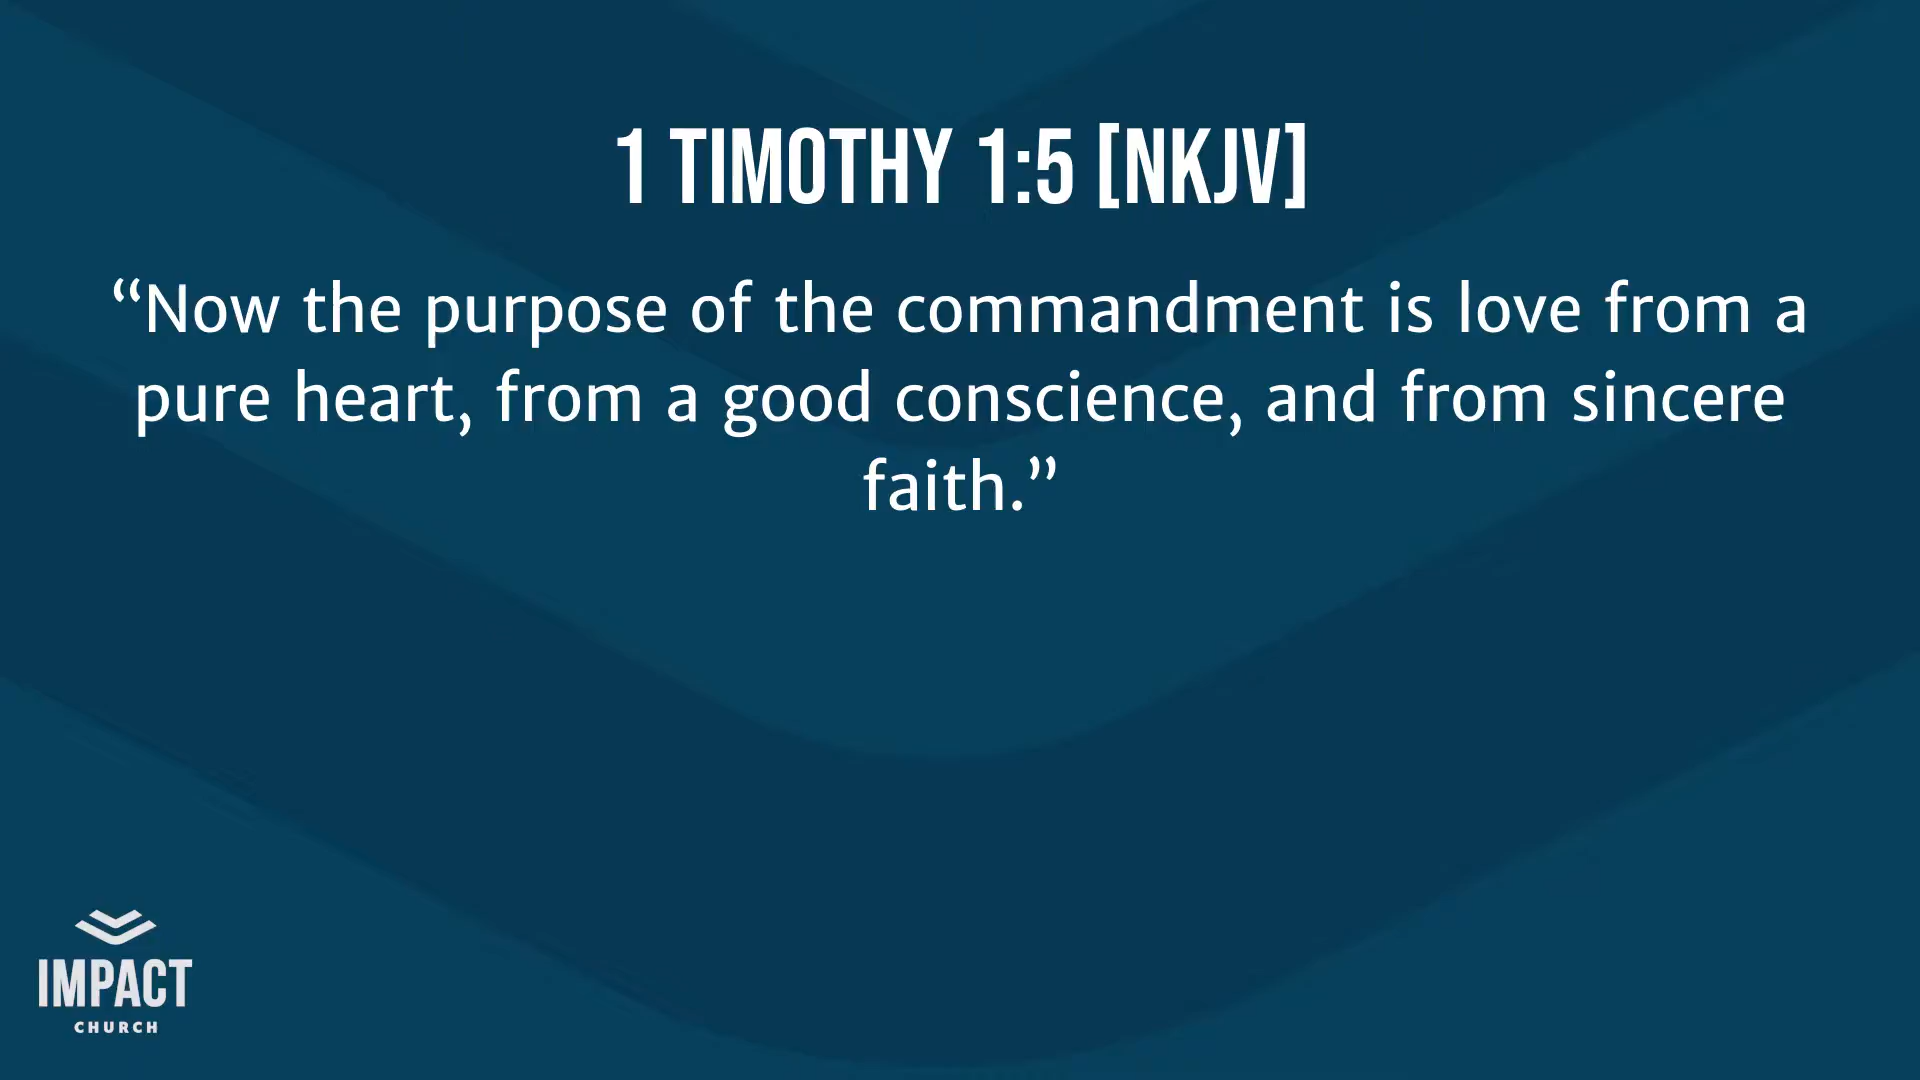 1 TIMOTHY 1:5 [NKJV]
“Now the purpose of the commandment is love from a
pure heart, from a good conscience, and from sincere
faith.”
IMPACT
CHURCH